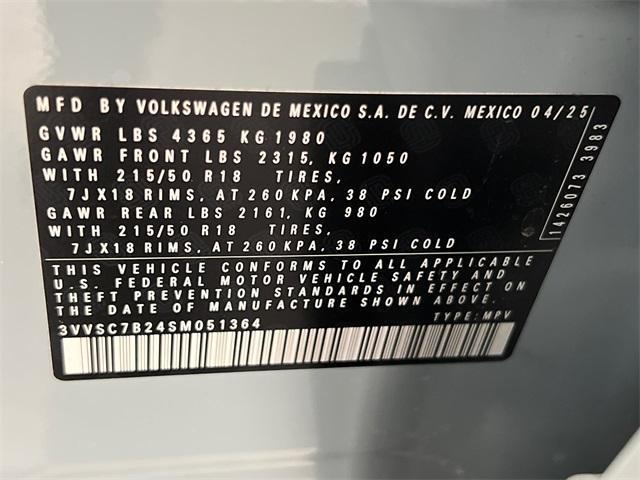 MFD BY VOLKSWAGEN DE MEXICO S.A. DE C.V. MEXICO 04/25
GVWR LBS 4365 KG 1980
GAWR FRONT LBS 2315, KG 1050
WITH 215/50 R18 TIRES,
7JX18 RIMS, AT 260 KPA, 38 PSI COLD
GAWR REAR LBS 2161, KG 980
WITH 215/50 R18 TIRES,
7JX18 RIMS, AT 260 KPA, 38 PSI COLD
THIS VEHICLE CONFORMS TO ALL APPLICABLE
U.S. FEDERAL MOTOR VEHICLE SAFETY AND
THEFT PREVENTION STANDARDS IN EFFECT ON
THE DATE OF MANUFACTURE SHOWN ABOVE.
3VVSC7B24SM051364 TYPE: MPV
1426073 3983